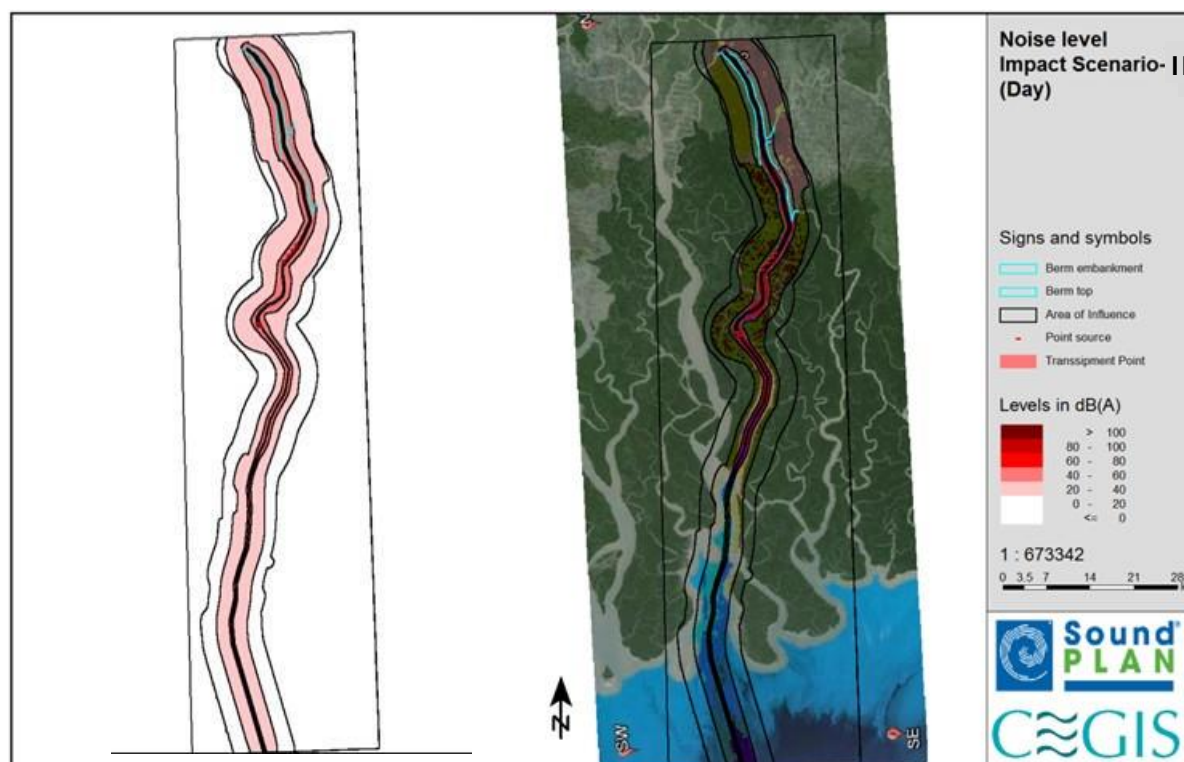 Noise level
Impact Scenario- II
(Day)
Signs and symbols
Berm embankment
Berm top
Area of Influence
Point source
Transsipment Point
Levels in dB(A)
> 100
80 - 100
60 - 80
40 - 60
20 - 40
0 - 20
<= 0
1 : 673342
0 3.5 7 14 21 28
Sound
PLAN
CEGIS
N
SW
SE